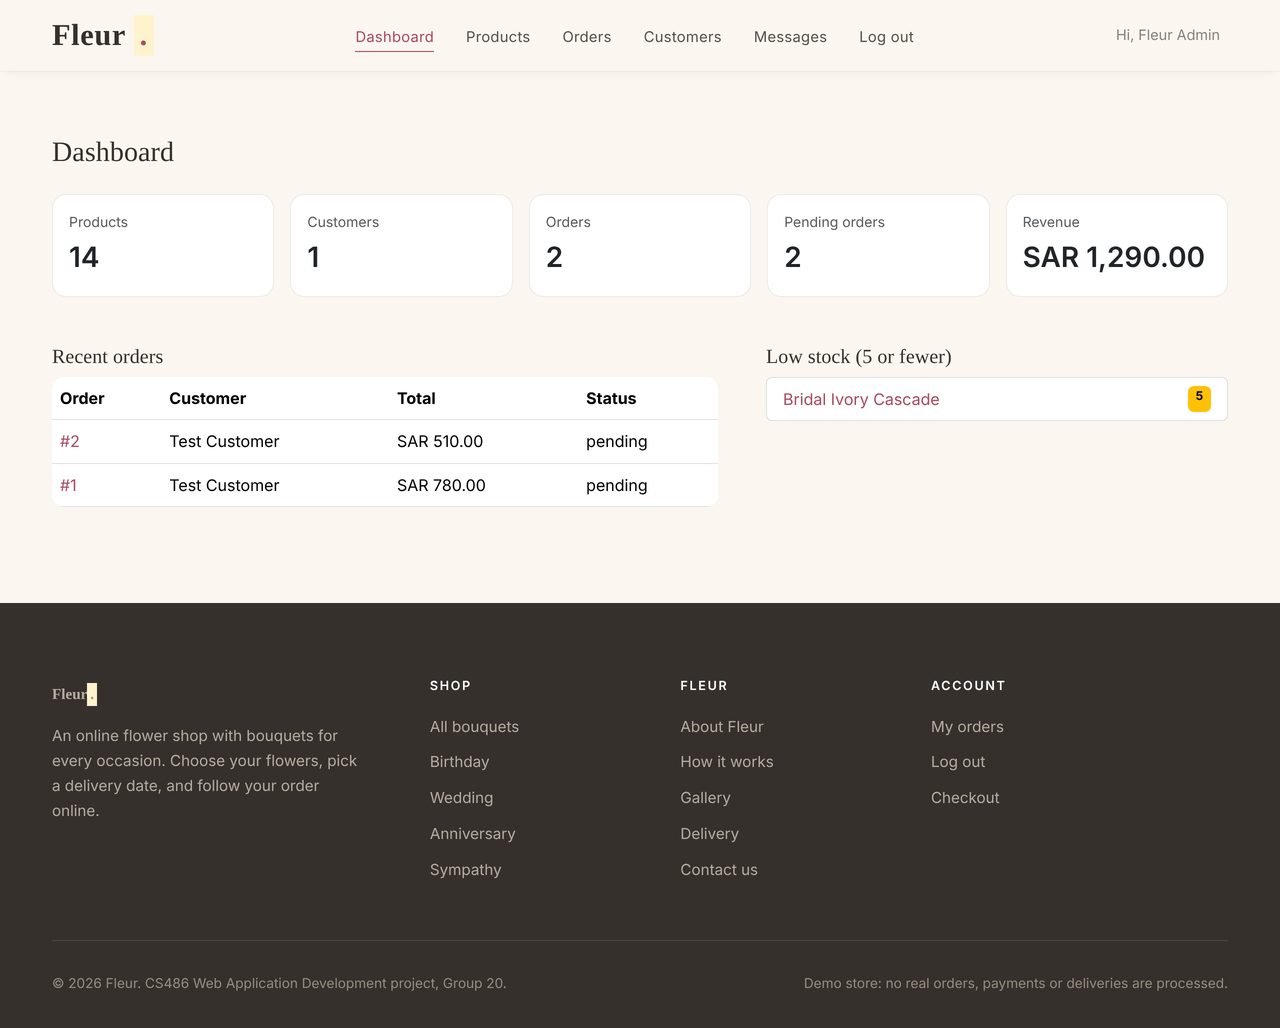 Fleur .
Dashboard Products Orders Customers Messages Log out
Hi, Fleur Admin
Dashboard
Products
14
Customers
1
Orders
2
Pending orders
2
Revenue
SAR 1,290.00
Recent orders
Order Customer Total Status
#2 Test Customer SAR 510.00 pending
#1 Test Customer SAR 780.00 pending
Low stock (5 or fewer)
Bridal Ivory Cascade 5
Fleur.
An online flower shop with bouquets for
every occasion. Choose your flowers, pick
a delivery date, and follow your order
online.
SHOP
All bouquets
Birthday
Wedding
Anniversary
Sympathy
FLEUR
About Fleur
How it works
Gallery
Delivery
Contact us
ACCOUNT
My orders
Log out
Checkout
© 2026 Fleur. CS486 Web Application Development project, Group 20.
Demo store: no real orders, payments or deliveries are processed.